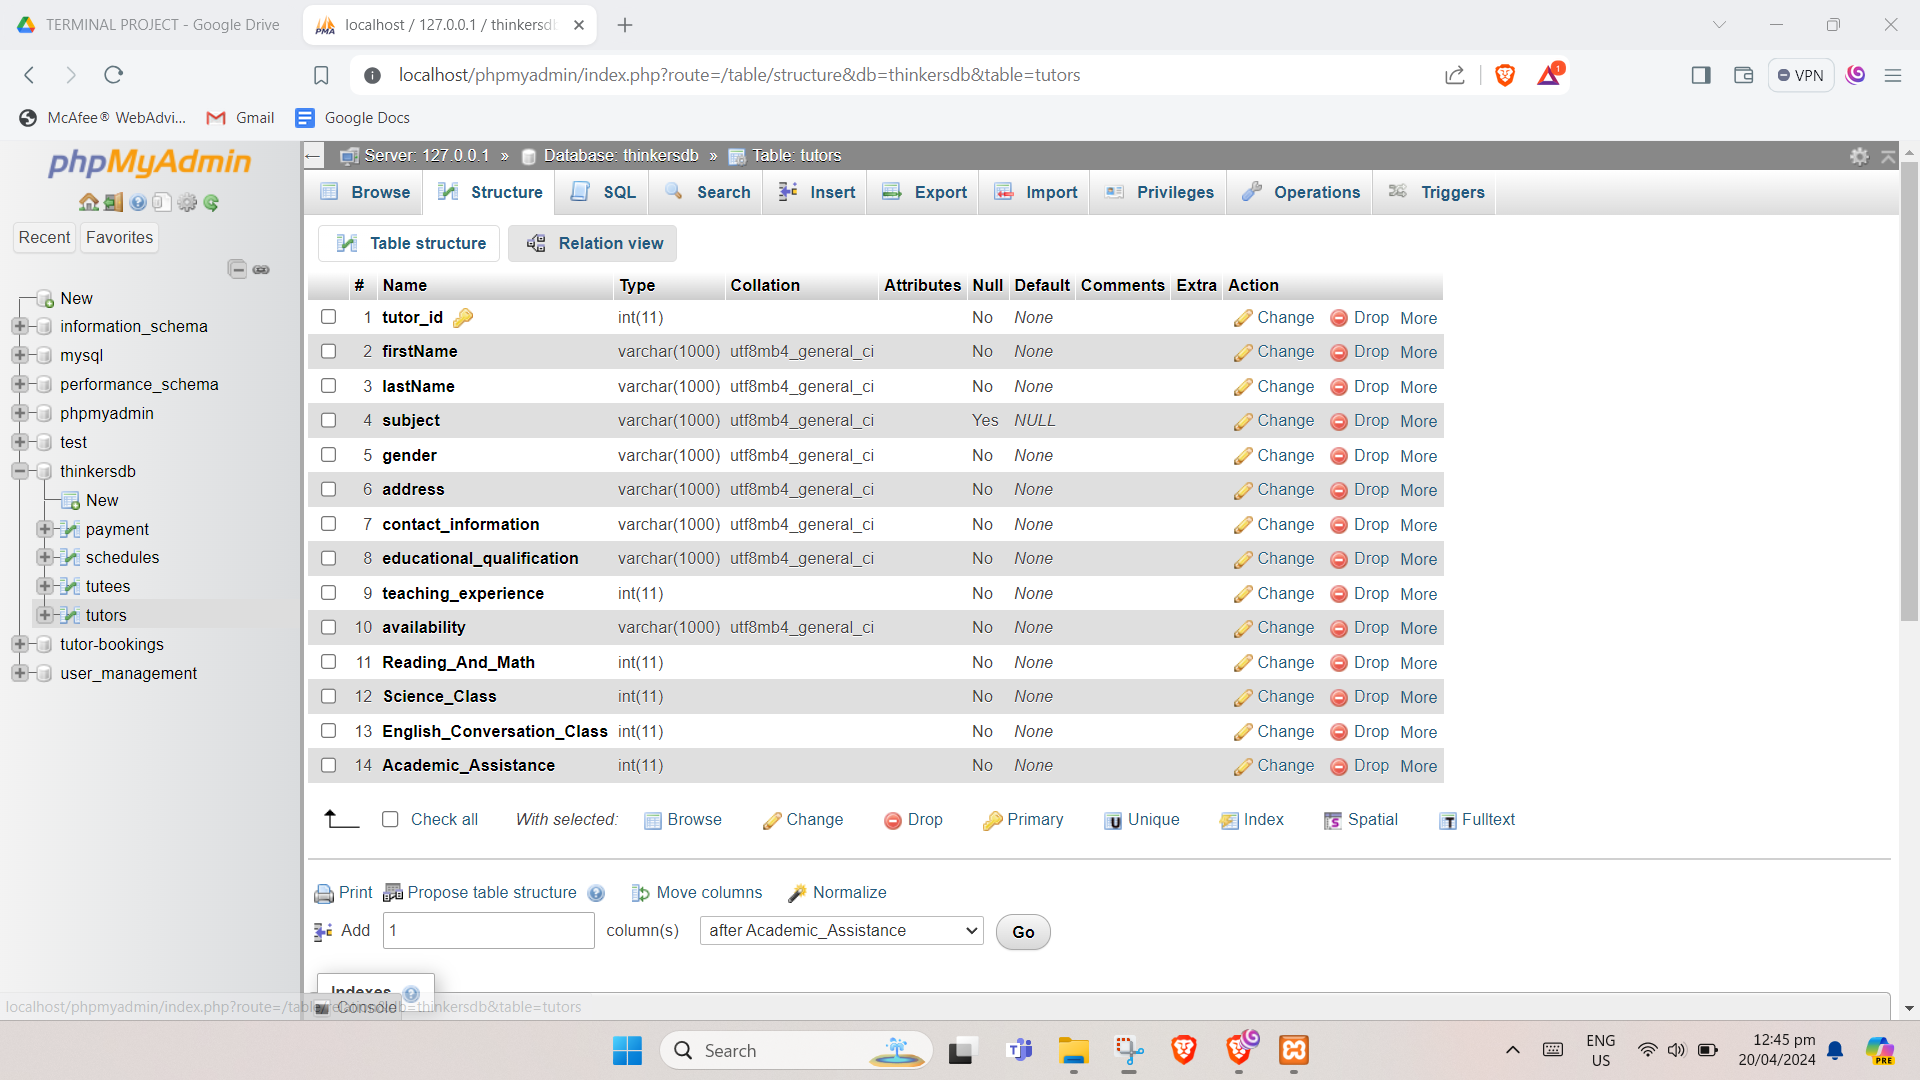 TERMINAL PROJECT - Google Drive
localhost / 127.0.0.1 / thinkersdb
localhost/phpmyadmin/index.php?route=/table/structure&db=thinkersdb&table=tutors
1
VPN
McAfee® WebAdvi...
Gmail
Google Docs
phpMyAdmin
Recent
Favorites
New
information_schema
mysql
performance_schema
phpmyadmin
test
thinkersdb
New
payment
schedules
tutees
tutors
tutor-bookings
user_management
Server: 127.0.0.1 » Database: thinkersdb » Table: tutors
Browse Structure SQL Search Insert Export Import Privileges Operations Triggers
Table structure Relation view
# Name Type Collation Attributes Null Default Comments Extra Action
1 tutor_id int(11) No None Change Drop More
2 firstName varchar(1000) utf8mb4_general_ci No None Change Drop More
3 lastName varchar(1000) utf8mb4_general_ci No None Change Drop More
4 subject varchar(1000) utf8mb4_general_ci Yes NULL Change Drop More
5 gender varchar(1000) utf8mb4_general_ci No None Change Drop More
6 address varchar(1000) utf8mb4_general_ci No None Change Drop More
7 contact_information varchar(1000) utf8mb4_general_ci No None Change Drop More
8 educational_qualification varchar(1000) utf8mb4_general_ci No None Change Drop More
9 teaching_experience int(11) No None Change Drop More
10 availability varchar(1000) utf8mb4_general_ci No None Change Drop More
11 Reading_And_Math int(11) No None Change Drop More
12 Science_Class int(11) No None Change Drop More
13 English_Conversation_Class int(11) No None Change Drop More
14 Academic_Assistance int(11) No None Change Drop More
Check all With selected: Browse Change Drop Primary Unique Index Spatial Fulltext
Print Propose table structure Move columns Normalize
Add 1 column(s) after Academic_Assistance Go
Indexes
Console
localhost/phpmyadmin/index.php?route=/table/relation&db=thinkersdb&table=tutors
Search
ENG
US
12:45 pm
20/04/2024
PRE